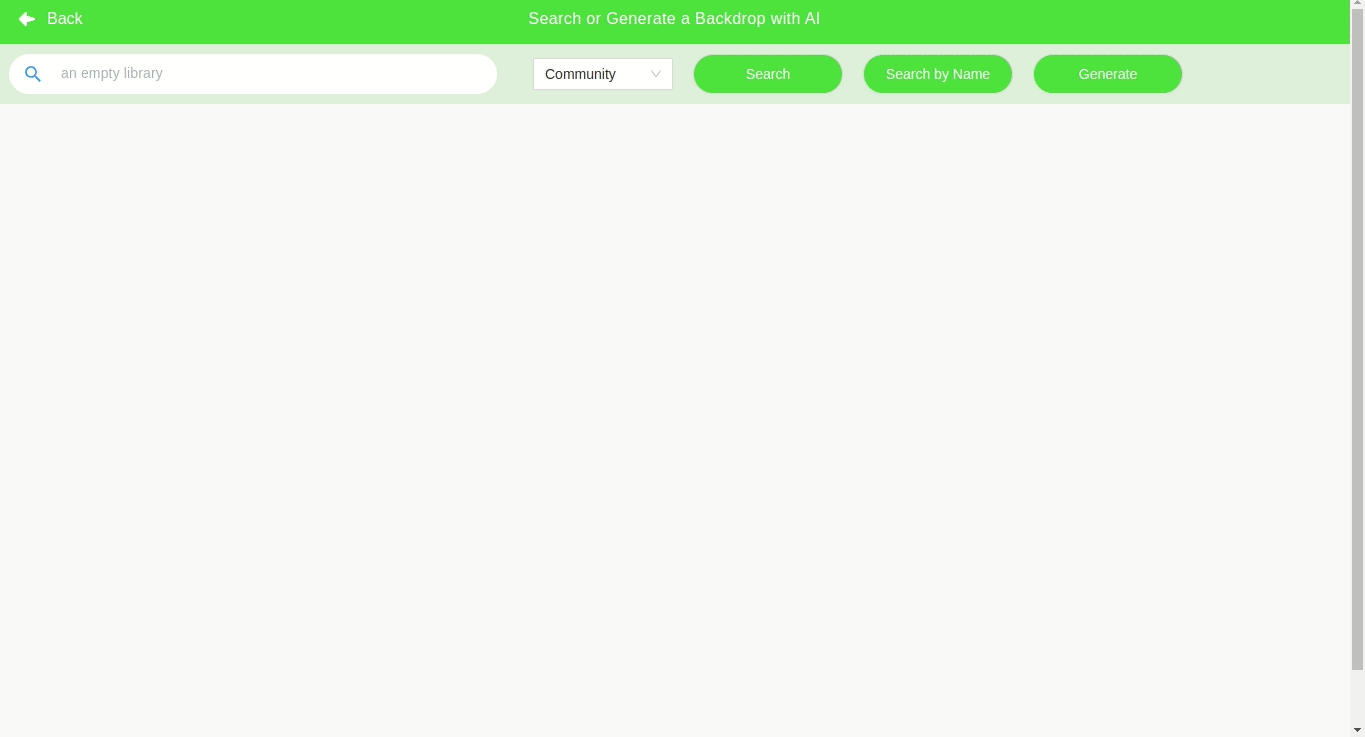 Back
Search or Generate a Backdrop with AI
an empty library
Community
Search
Search by Name
Generate